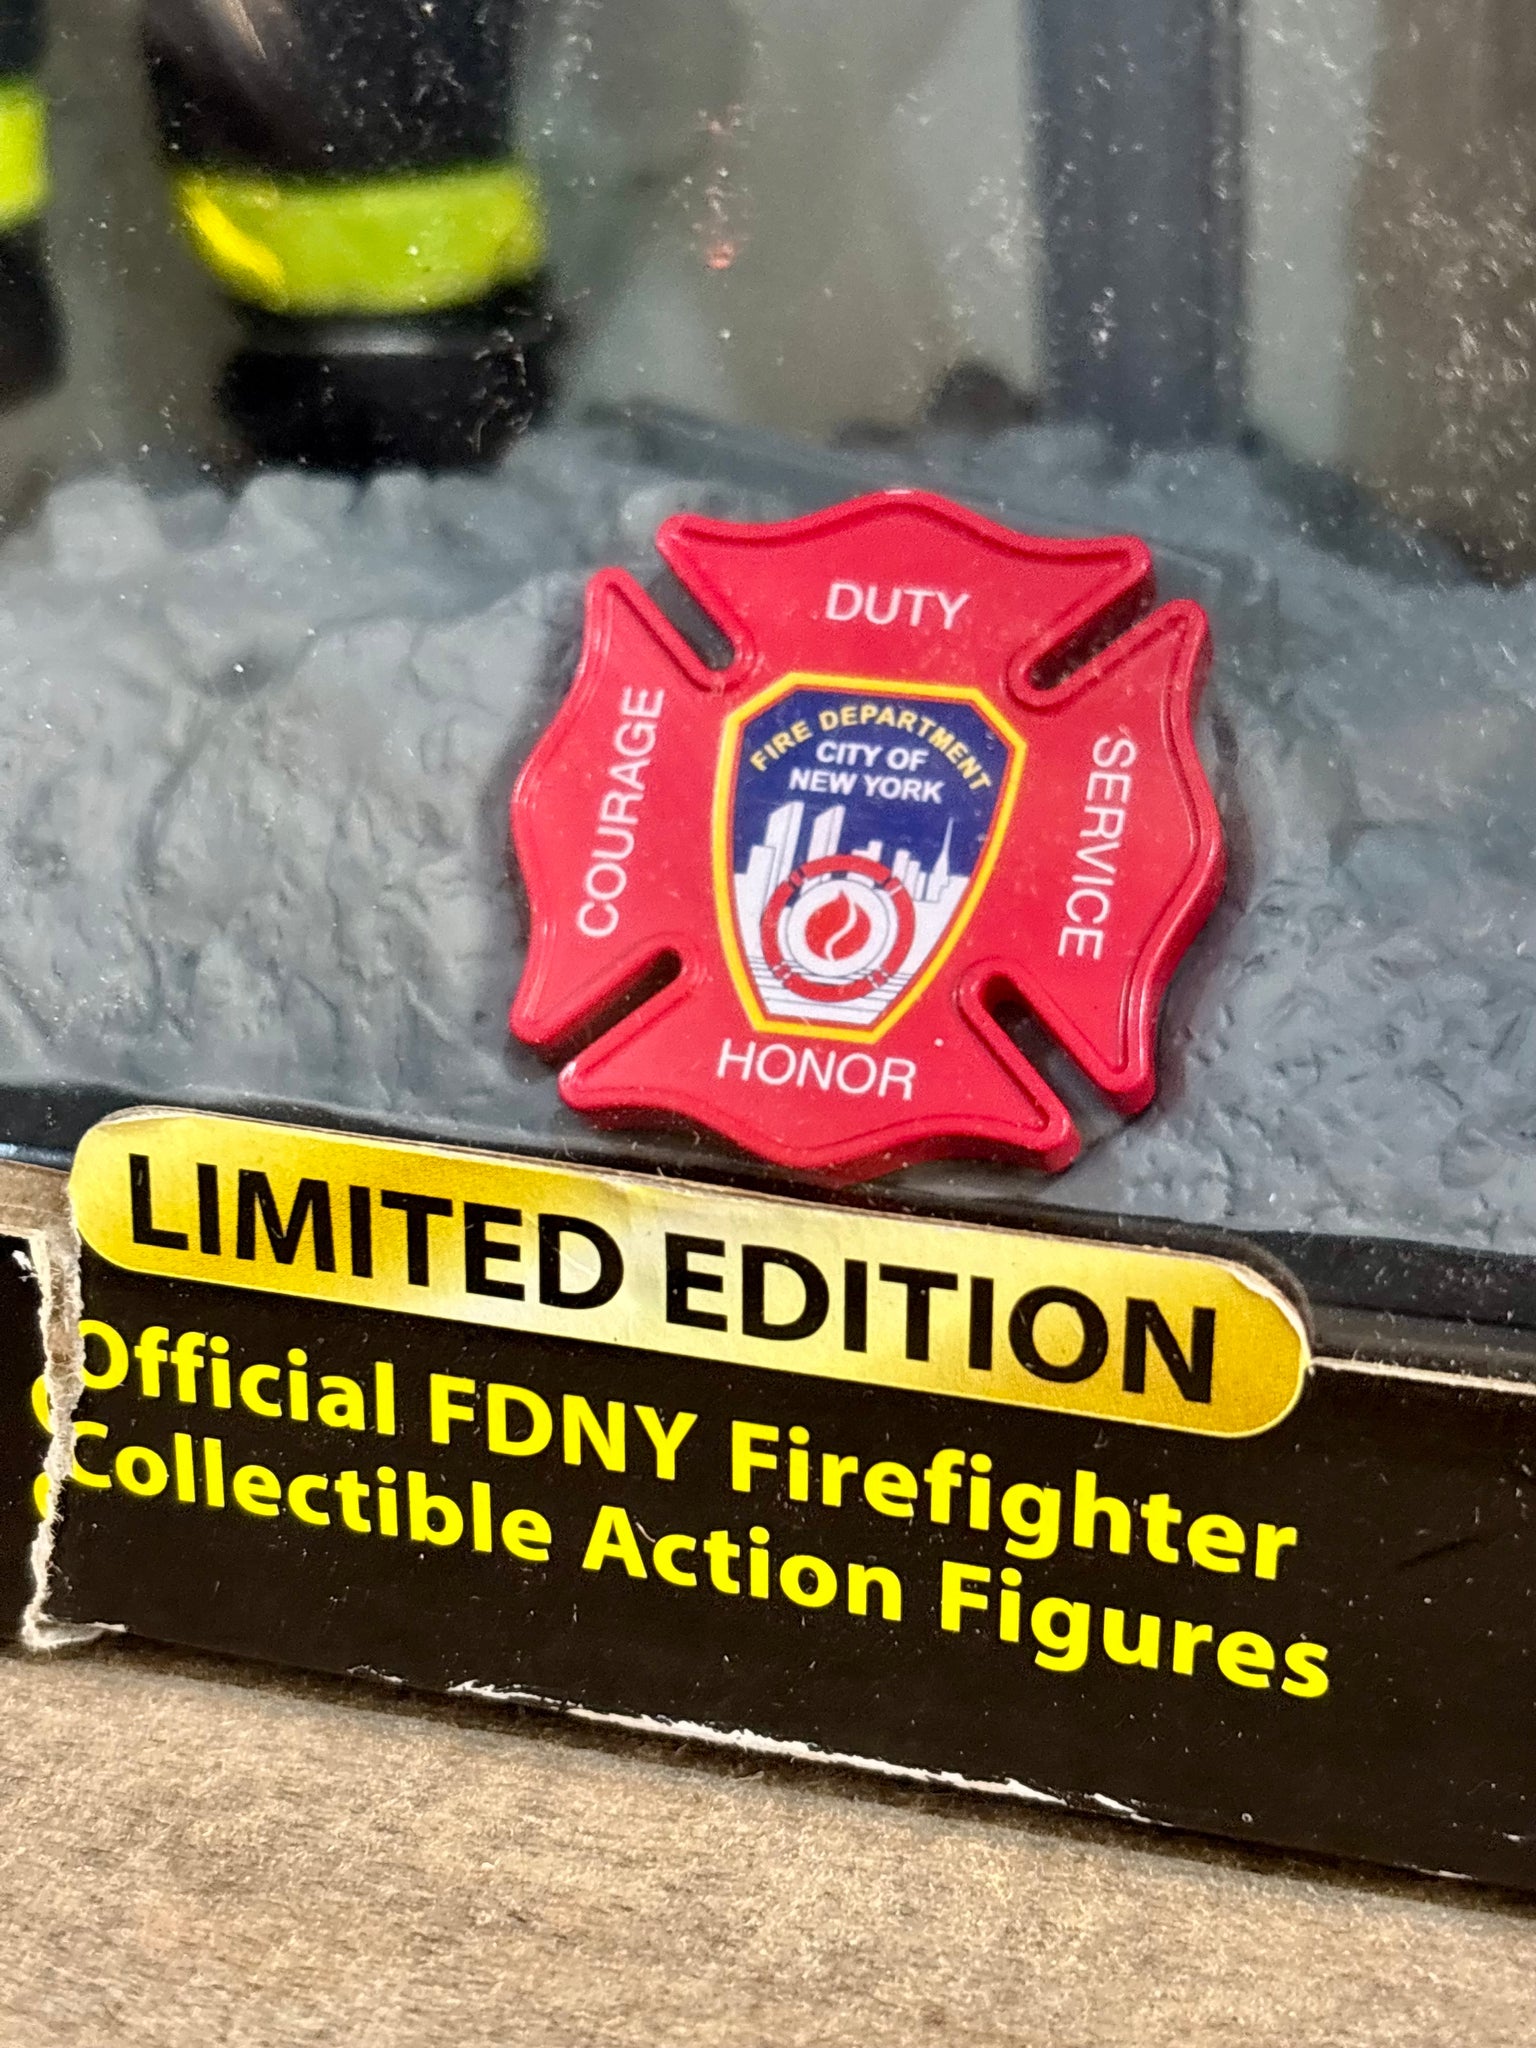 DUTY
COURAGE
FIRE DEPARTMENT
CITY OF
NEW YORK
SERVICE
HONOR
LIMITED EDITION
Official FDNY Firefighter
Collectible Action Figures